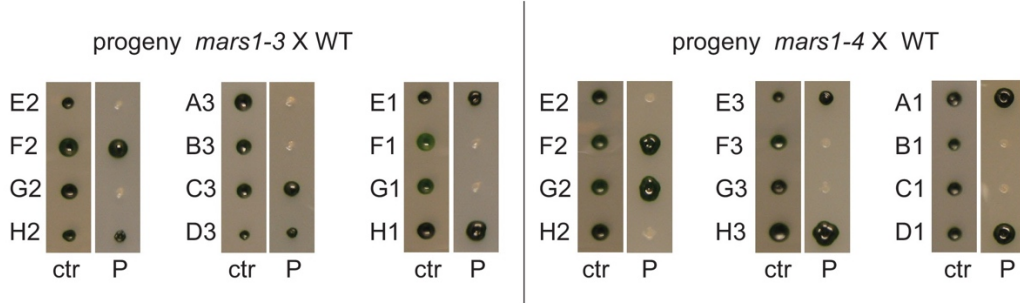 progeny mars1-3 X WT
E2
F2
G2
H2
ctr P
A3
B3
C3
D3
ctr P
E1
F1
G1
H1
ctr P
progeny mars1-4 X WT
E2
F2
G2
H2
ctr P
E3
F3
G3
H3
ctr P
A1
B1
C1
D1
ctr P